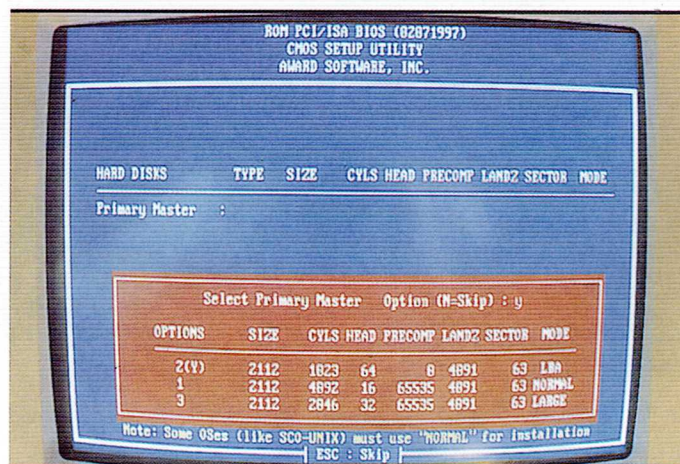 ROM PCI/ISA BIOS (02871997)
CMOS SETUP UTILITY
AWARD SOFTWARE, INC.
HARD DISKS TYPE SIZE CYLS HEAD PRECOMP LANDZ SECTOR MODE
Primary Master :
Select Primary Master Option (N=Skip) : y
OPTIONS SIZE CYLS HEAD PRECOMP LANDZ SECTOR MODE
2(Y) 2112 1023 64 0 4091 63 LBA
1 2112 4092 16 65535 4091 63 NORMAL
3 2112 2046 32 65535 4091 63 LARGE
Note: Some OSes (like SCO-UNIX) must use "NORMAL" for installation
ESC : Skip